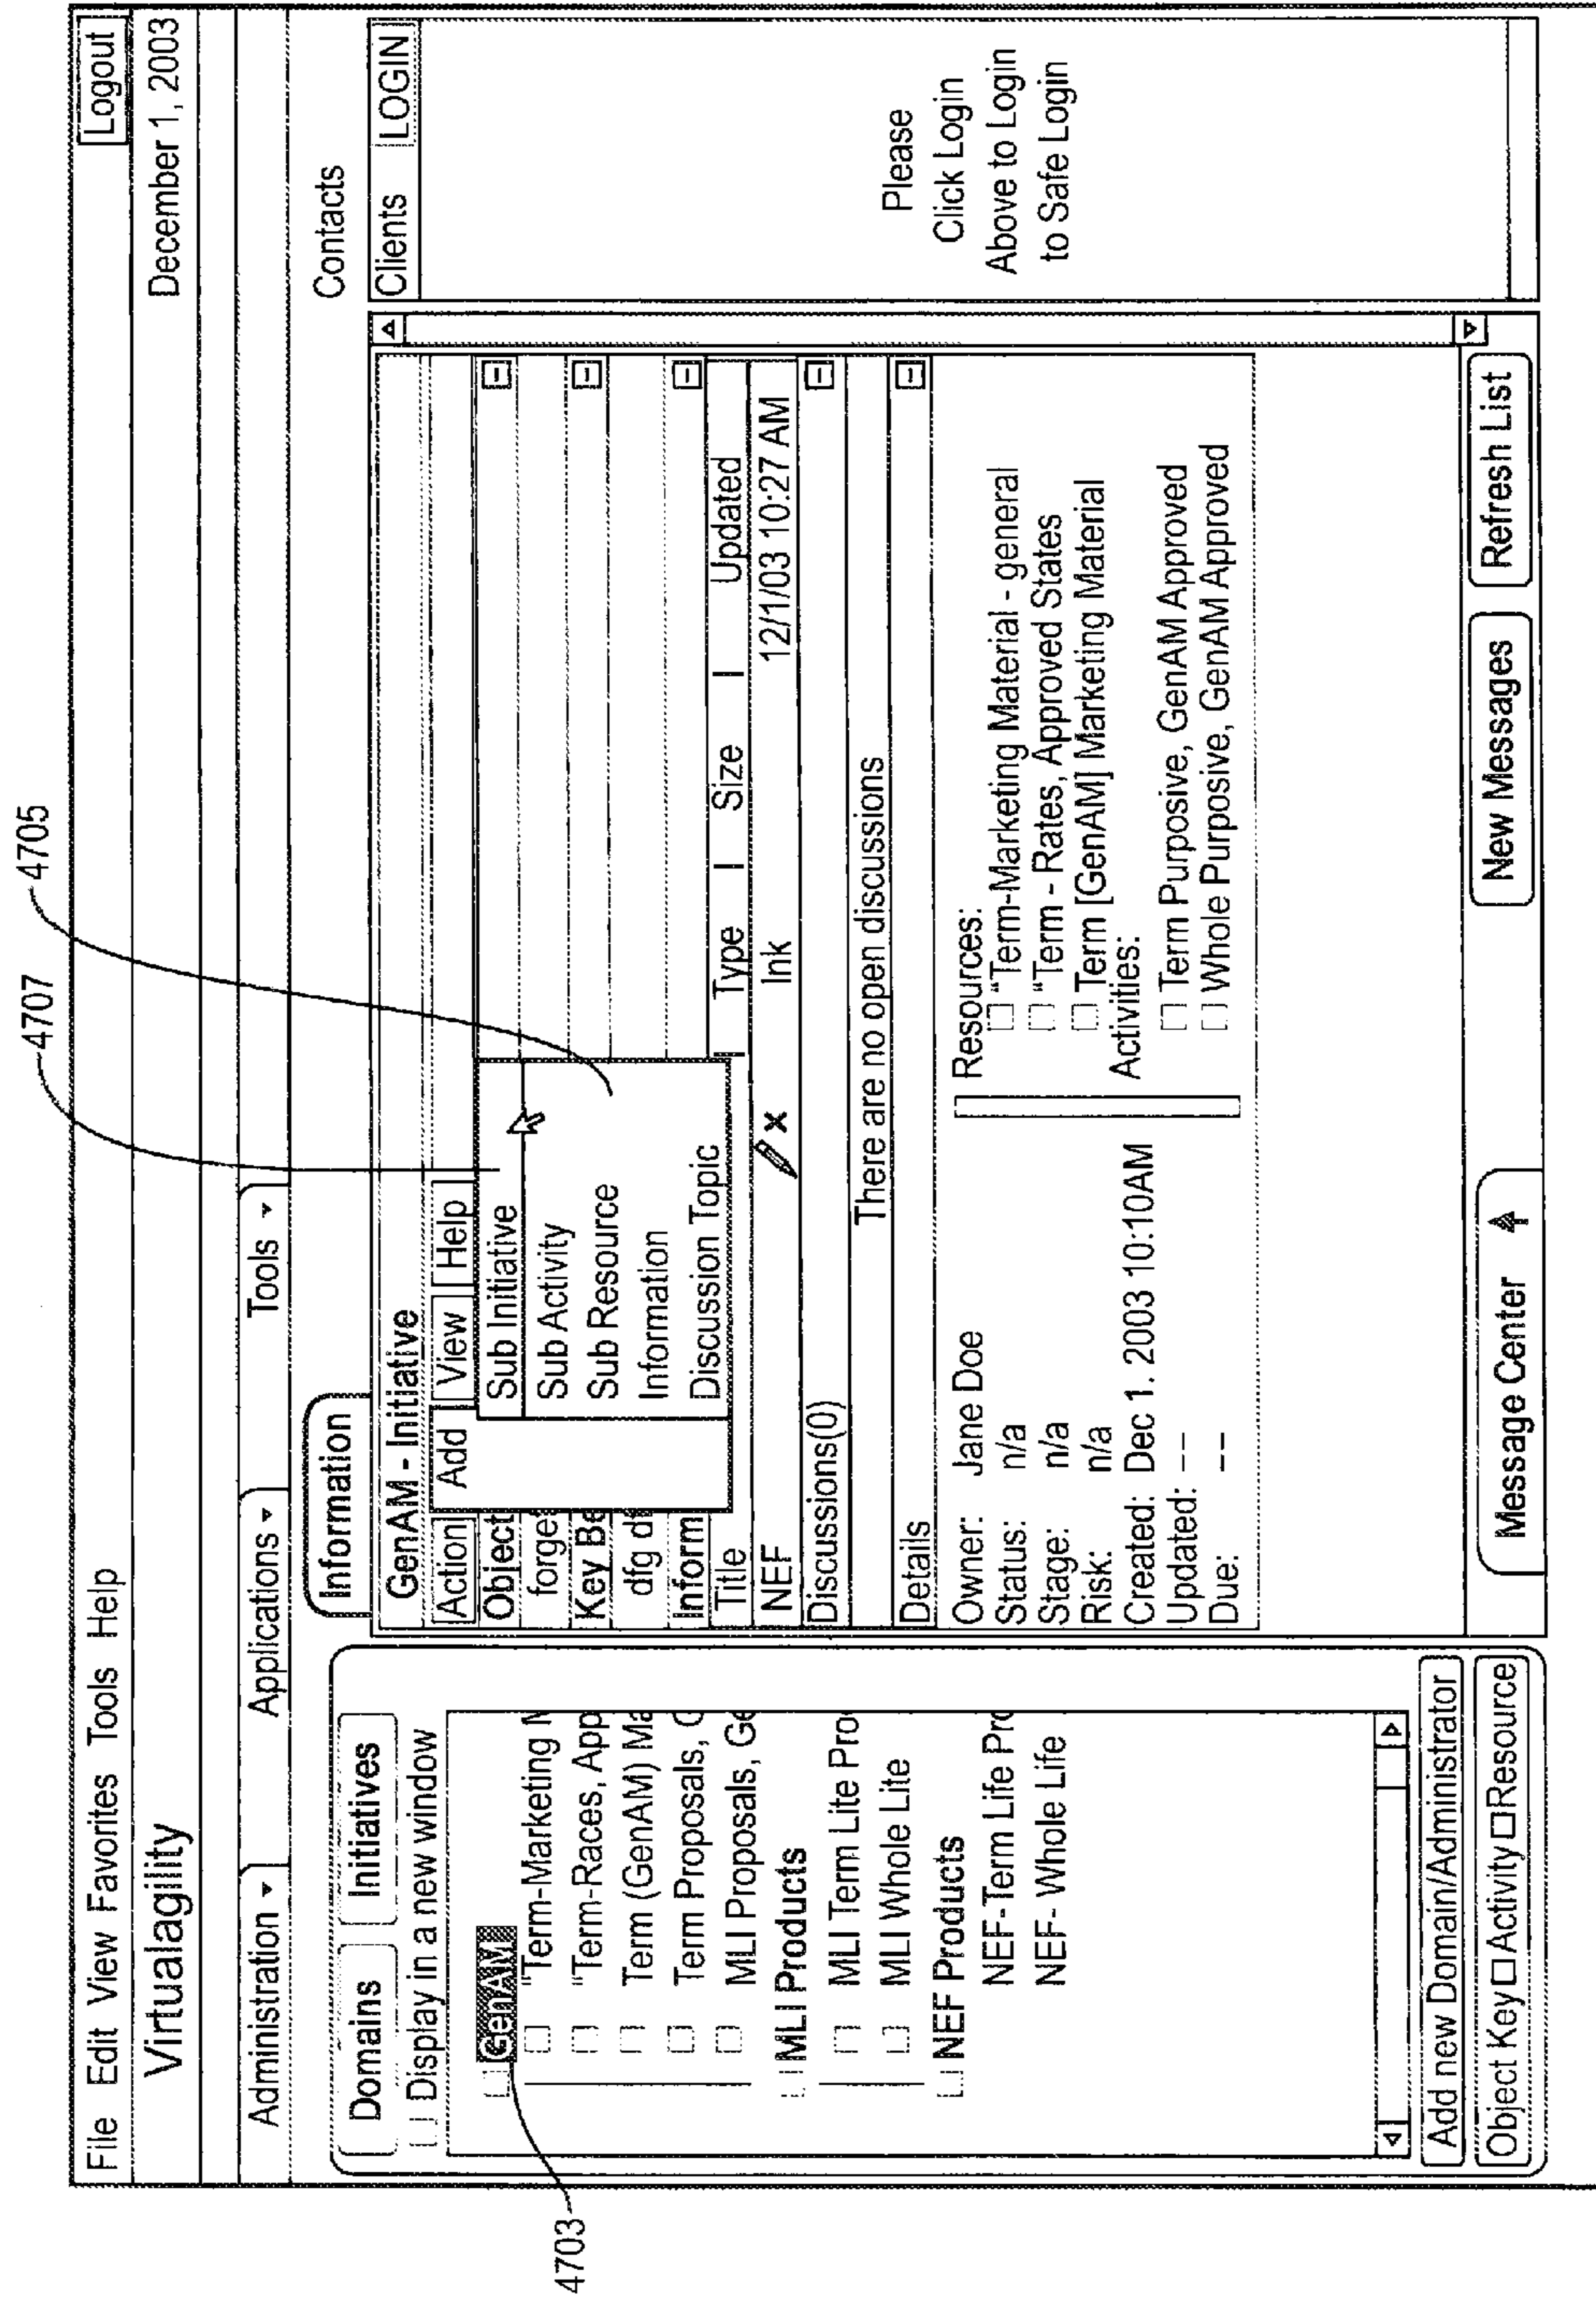 4707
4705
File Edit View Favorites Tools Help
Logout
Virtualagility
December 1, 2003
Administration
Applications
Tools
Domains
Initiatives
Display in a new window
4703
GenAM
"Term-Marketing M
"Term-Races, App
Term (GenAM) Ma
Term Proposals, C
MLI Proposals, Ge
MLI Products
MLI Term Lite Pro
MLI Whole Lite
NEF Products
NEF-Term Life Pro
NEF- Whole Life
Add new Domain/Administrator
Object Key Activity Resource
Information
GenAM - Initiative
Action
Add
View
Help
Object
forge
Key Be
dfg d
Inform
Sub Initiative
Sub Activity
Sub Resource
Information
Discussion Topic
Title Type | Size | Updated
NEF × Ink 12/1/03 10:27 AM
Discussions(0)
There are no open discussions
Details
Owner: Jane Doe
Status: n/a
Stage: n/a
Risk: n/a
Created: Dec 1. 2003 10:10AM
Updated: --
Due: --
Resources:
"Term-Marketing Material - general
"Term - Rates, Approved States
Term [GenAM] Marketing Material
Activities:
Term Purposive, GenAM Approved
Whole Purposive, GenAM Approved
Message Center
New Messages
Refresh List
Contacts
Clients LOGIN
Please
Click Login
Above to Login
to Safe Login